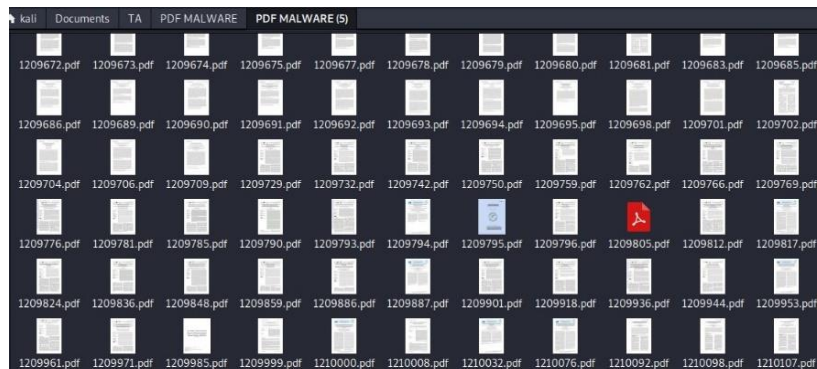 kali Documents TA PDF MALWARE PDF MALWARE (5)
1209672.pdf 1209673.pdf 1209674.pdf 1209675.pdf 1209677.pdf 1209678.pdf 1209679.pdf 1209680.pdf 1209681.pdf 1209683.pdf 1209685.pdf
1209686.pdf 1209689.pdf 1209690.pdf 1209691.pdf 1209692.pdf 1209693.pdf 1209694.pdf 1209695.pdf 1209698.pdf 1209701.pdf 1209702.pdf
1209704.pdf 1209706.pdf 1209709.pdf 1209729.pdf 1209732.pdf 1209742.pdf 1209750.pdf 1209759.pdf 1209762.pdf 1209766.pdf 1209769.pdf
1209776.pdf 1209781.pdf 1209785.pdf 1209790.pdf 1209793.pdf 1209794.pdf 1209795.pdf 1209796.pdf 1209805.pdf 1209812.pdf 1209817.pdf
1209824.pdf 1209836.pdf 1209848.pdf 1209859.pdf 1209886.pdf 1209887.pdf 1209901.pdf 1209918.pdf 1209936.pdf 1209944.pdf 1209953.pdf
1209961.pdf 1209971.pdf 1209985.pdf 1209999.pdf 1210000.pdf 1210008.pdf 1210032.pdf 1210076.pdf 1210092.pdf 1210098.pdf 1210107.pdf